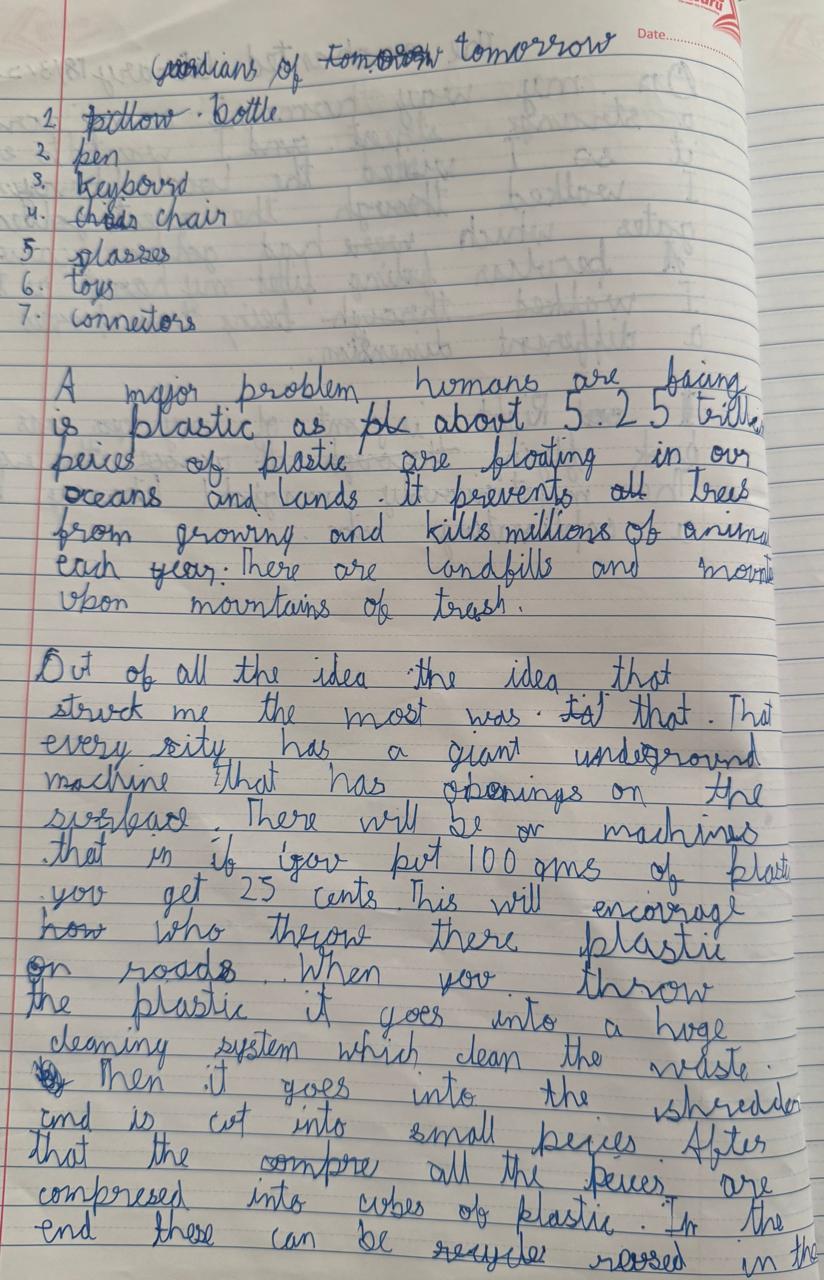 Date..............
Guardians of tomorrow tomorrow
1 pillow . bottle
2 pen
3. keyboard
4. chair
5 glasses
6. toys
7. connectors
A major problem humans are facing
is plastic as about 5.25 trillion
peices of plastic are floating in our
oceans and lands. It prevents all Trees
from growing and kills millions of animal
each year. There are landfills and mount
upon mountains of trash.
Out of all the idea the idea that
struck me the most was. that. That
every city has a giant underground
machine that has openings on the
surface. There will be or machines
that in if you put 100 gms of plasti
you get 25 cents. This will encourage
how who throw there plastic
on roads. When you throw
the plastic it goes into a huge
cleaning system which clean the waste.
Then it goes into the shredder
and is cut into small peices. After
that the compre all the peices are
compresed into cubes of plastic. In the
end these can be recycle reused in the